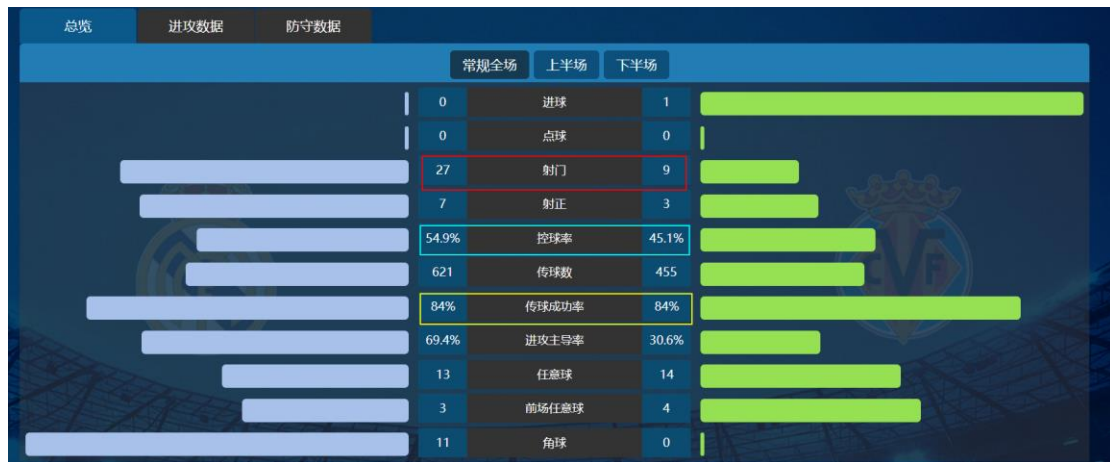 总览 进攻数据 防守数据
常规全场 上半场 下半场
0 进球 1
0 点球 0
27 射门 9
7 射正 3
54.9% 控球率 45.1%
621 传球数 455
84% 传球成功率 84%
69.4% 进攻主导率 30.6%
13 任意球 14
3 前场任意球 4
11 角球 0